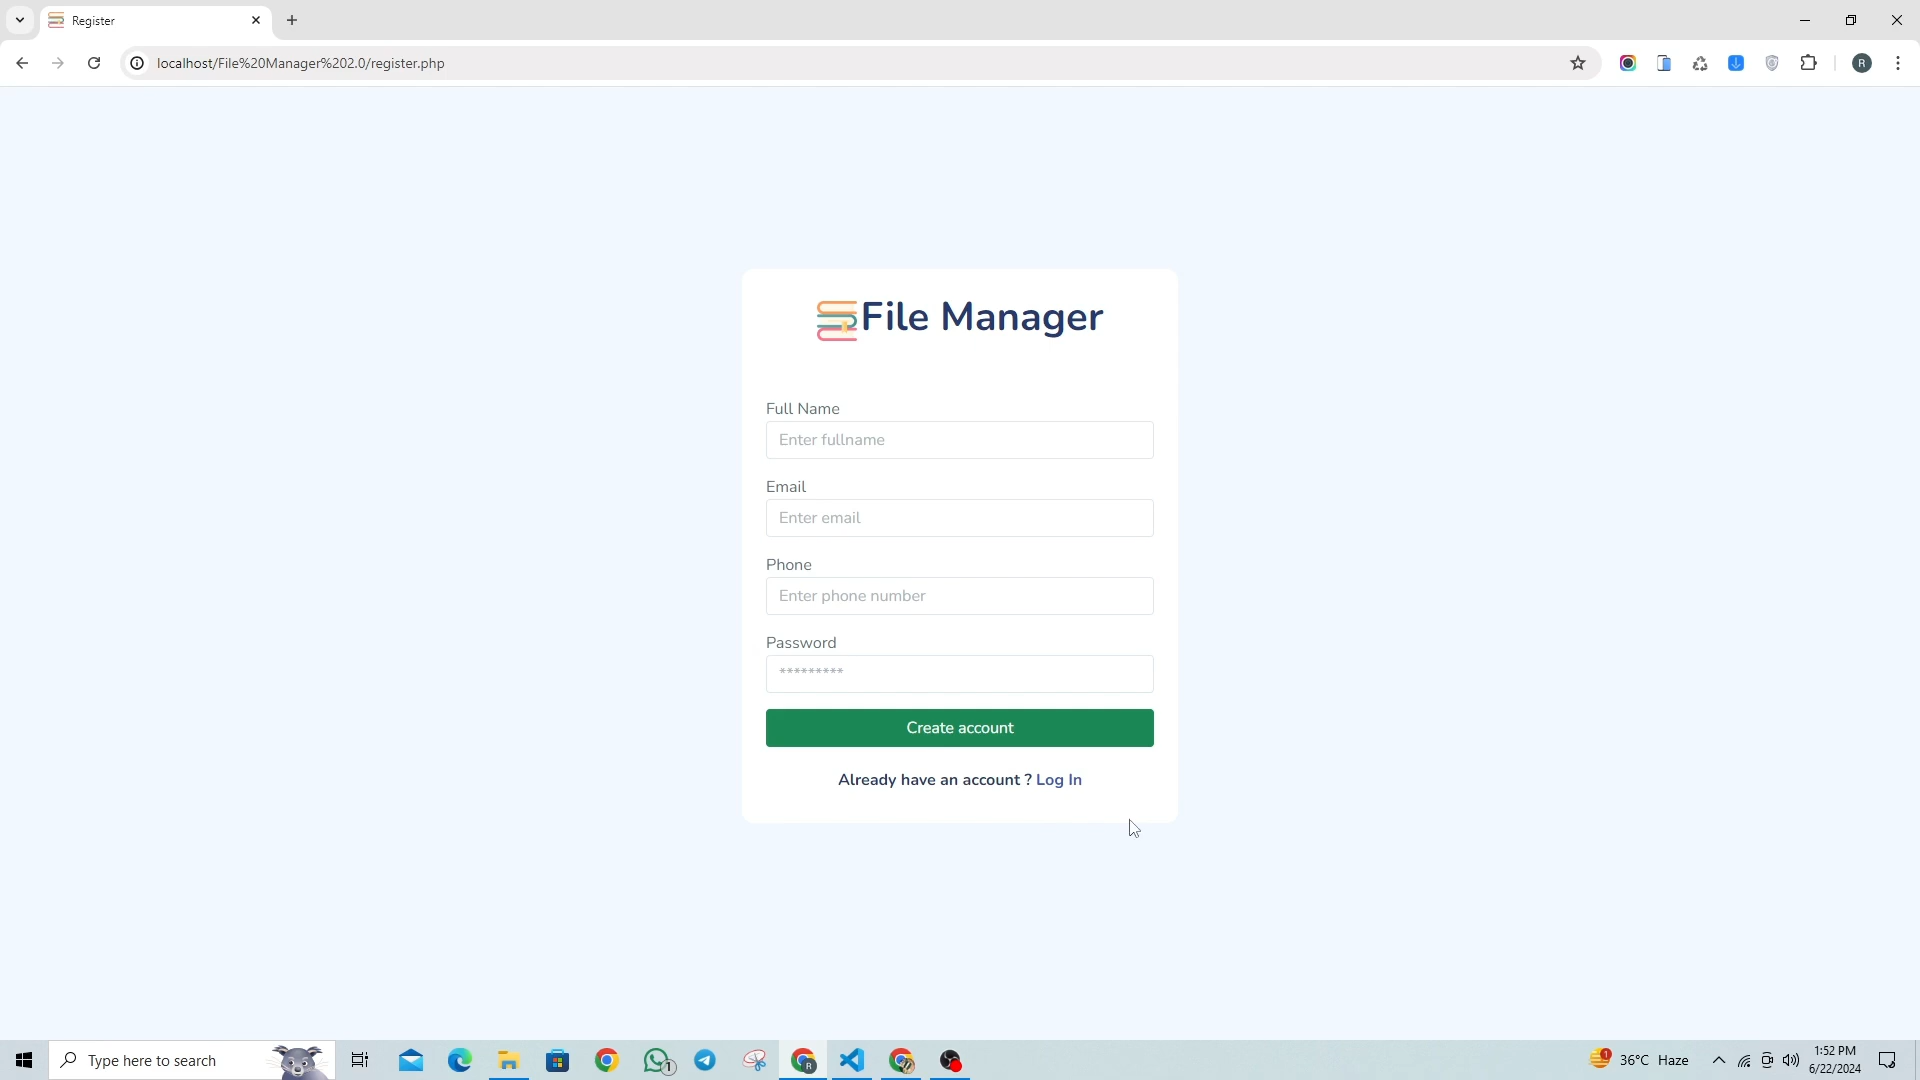 Register
localhost/File%20Manager%202.0/register.php
R
File Manager
Full Name
Enter fullname
Email
Enter email
Phone
Enter phone number
Password
*********
Create account
Already have an account ? Log In
Type here to search
1
R
1
36°C Haze
1:52 PM
6/22/2024